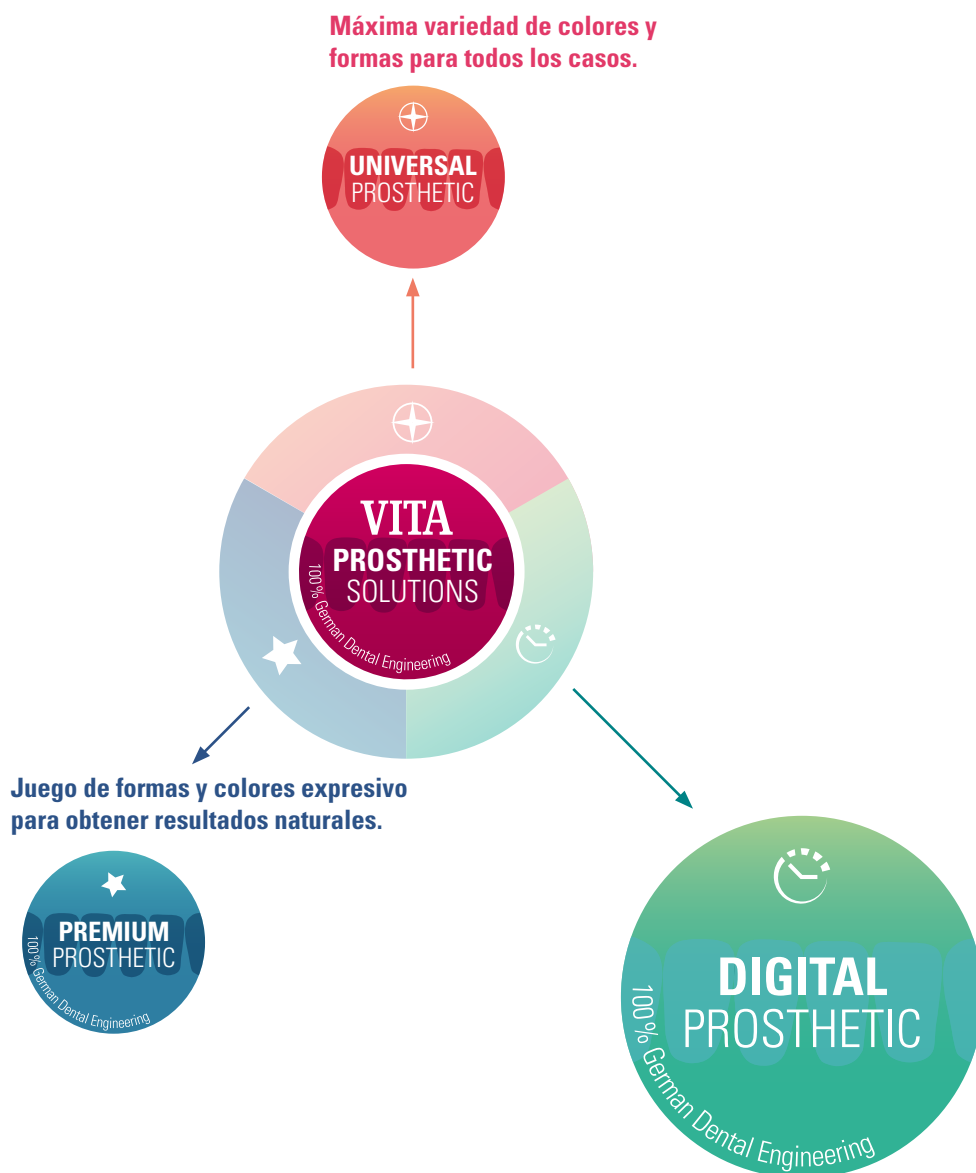 Máxima variedad de colores y
formas para todos los casos.
UNIVERSAL
PROSTHETIC
VITA
PROSTHETIC
SOLUTIONS
100% German Dental Engineering
Juego de formas y colores expresivo
para obtener resultados naturales.
PREMIUM
PROSTHETIC
100% German Dental Engineering
DIGITAL
PROSTHETIC
100% German Dental Engineering